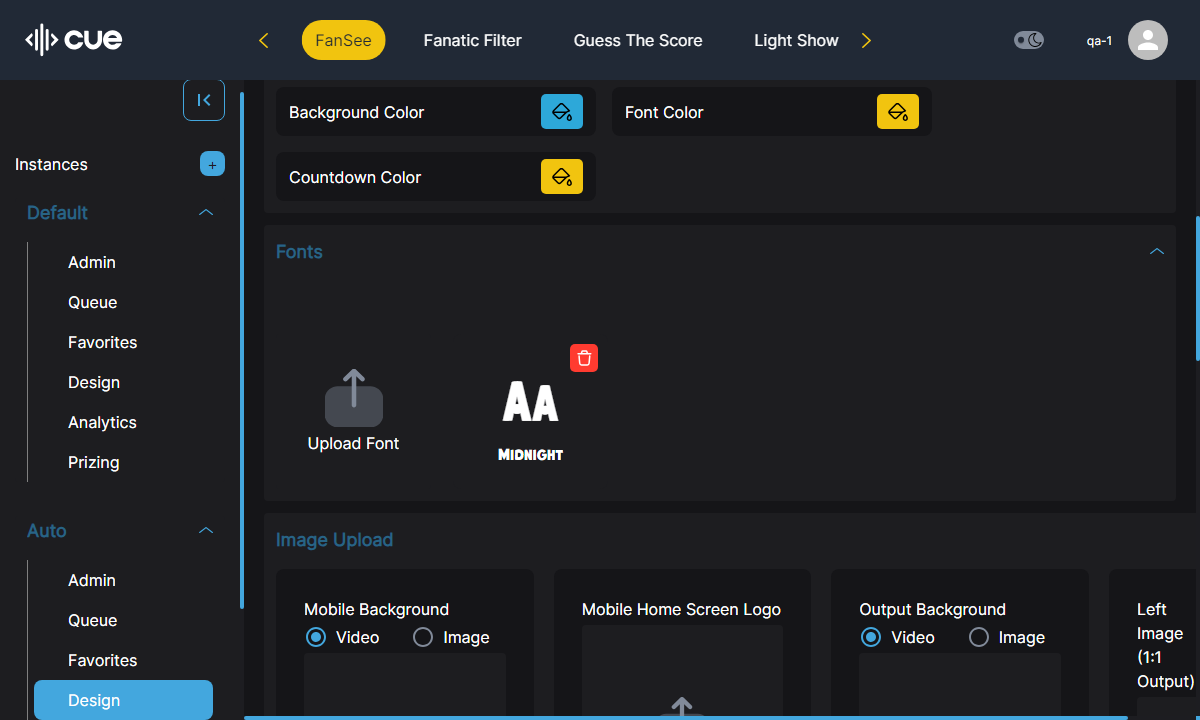 cue
FanSee
Fanatic Filter
Guess The Score
Light Show
qa-1
Instances
+
Default
Admin
Queue
Favorites
Design
Analytics
Prizing
Auto
Admin
Queue
Favorites
Design
Background Color
Font Color
Countdown Color
Fonts
Upload Font
AA
MIDNIGHT
Image Upload
Mobile Background
Video
Image
Mobile Home Screen Logo
Output Background
Video
Image
Left
Image
(1:1
Output)